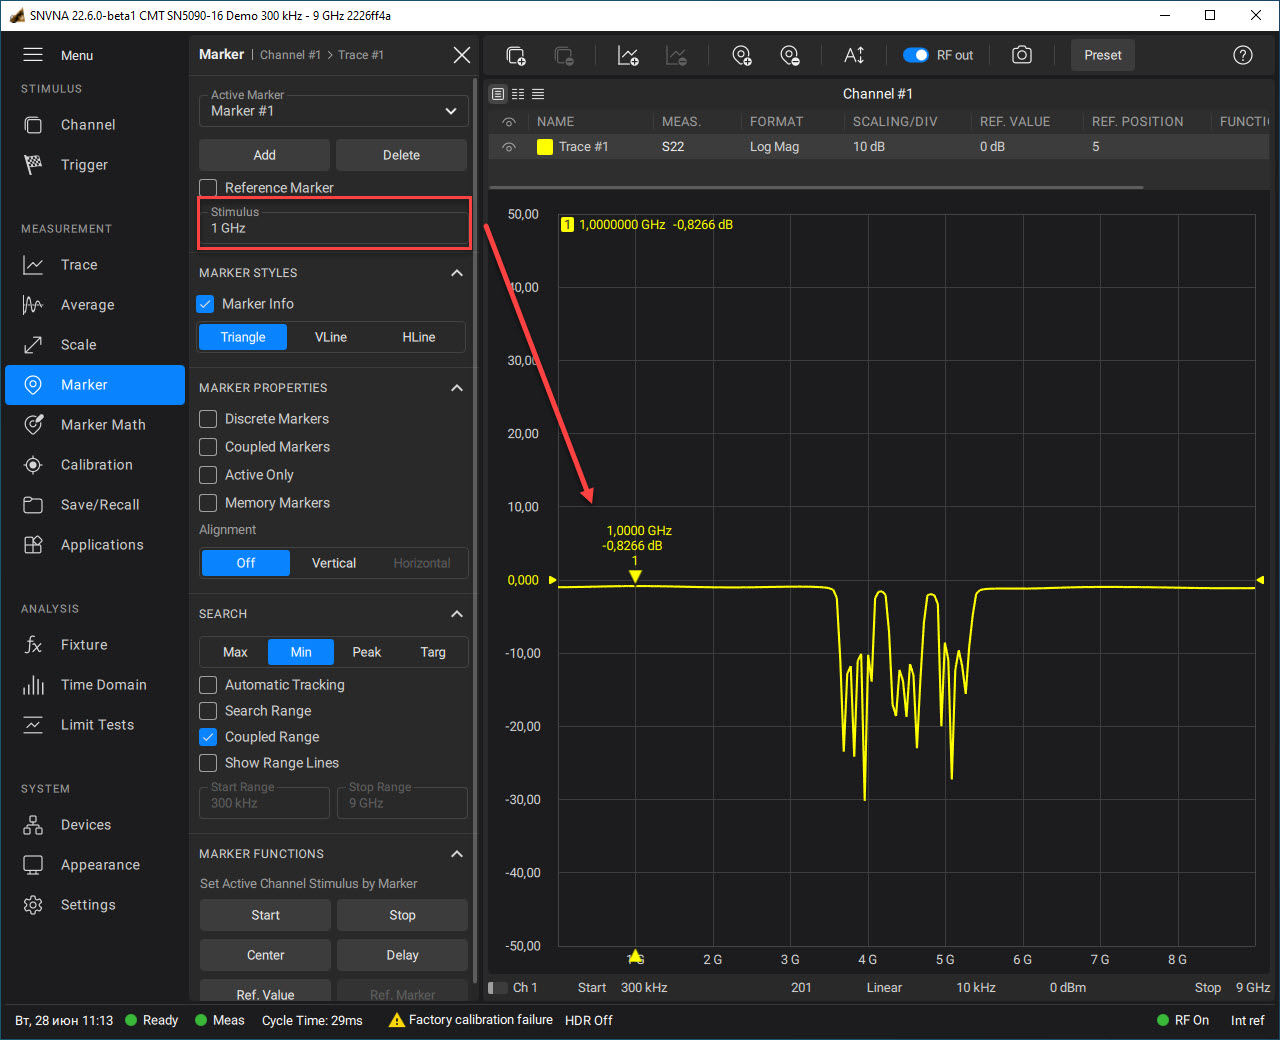 SNVNA 22.6.0-beta1 CMT SN5090-16 Demo 300 kHz - 9 GHz 2226ff4a
Menu
STIMULUS
Channel
Trigger
MEASUREMENT
Trace
Average
Scale
Marker
Marker Math
Calibration
Save/Recall
Applications
ANALYSIS
Fixture
Time Domain
Limit Tests
SYSTEM
Devices
Appearance
Settings
Marker | Channel #1 > Trace #1
Active Marker
Marker #1
Add Delete
Reference Marker
Stimulus
1 GHz
MARKER STYLES
Marker Info
Triangle VLine HLine
MARKER PROPERTIES
Discrete Markers
Coupled Markers
Active Only
Memory Markers
Alignment
Off Vertical Horizontal
SEARCH
Max Min Peak Targ
Automatic Tracking
Search Range
Coupled Range
Show Range Lines
Start Range Stop Range
300 kHz 9 GHz
MARKER FUNCTIONS
Set Active Channel Stimulus by Marker
Start Stop
Center Delay
Ref. Value Ref. Marker
RF out Preset
Channel #1
NAME MEAS. FORMAT SCALING/DIV REF. VALUE REF. POSITION FUNCTI
Trace #1 S22 Log Mag 10 dB 0 dB 5
50,00
1 1,0000000 GHz -0,8266 dB
40,00
30,00
20,00
10,00
1,0000 GHz
-0,8266 dB
1
0,000
-10,00
-20,00
-30,00
-40,00
-50,00
1 G 2 G 3 G 4 G 5 G 6 G 7 G 8 G
Ch 1 Start 300 kHz 201 Linear 10 kHz 0 dBm Stop 9 GHz
Вт, 28 июн 11:13 Ready Meas Cycle Time: 29ms Factory calibration failure HDR Off RF On Int ref